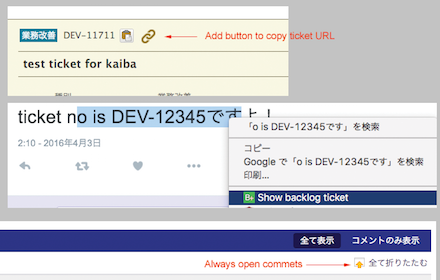 業務改善 DEV-11711 Add button to copy ticket URL
test ticket for kaiba
ticket no is DEV-12345ですよ！
2:10 - 2016年4月3日
「o is DEV-12345です」を検索
コピー
Google で「o is DEV-12345です」を検索
印刷...
B+ Show backlog ticket
全て表示 コメントのみ表示
Always open commets 全て折りたたむ